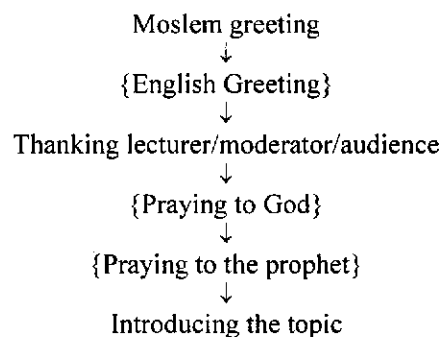 Moslem greeting
↓
{English Greeting}
↓
Thanking lecturer/moderator/audience
↓
{Praying to God}
↓
{Praying to the prophet}
↓
Introducing the topic